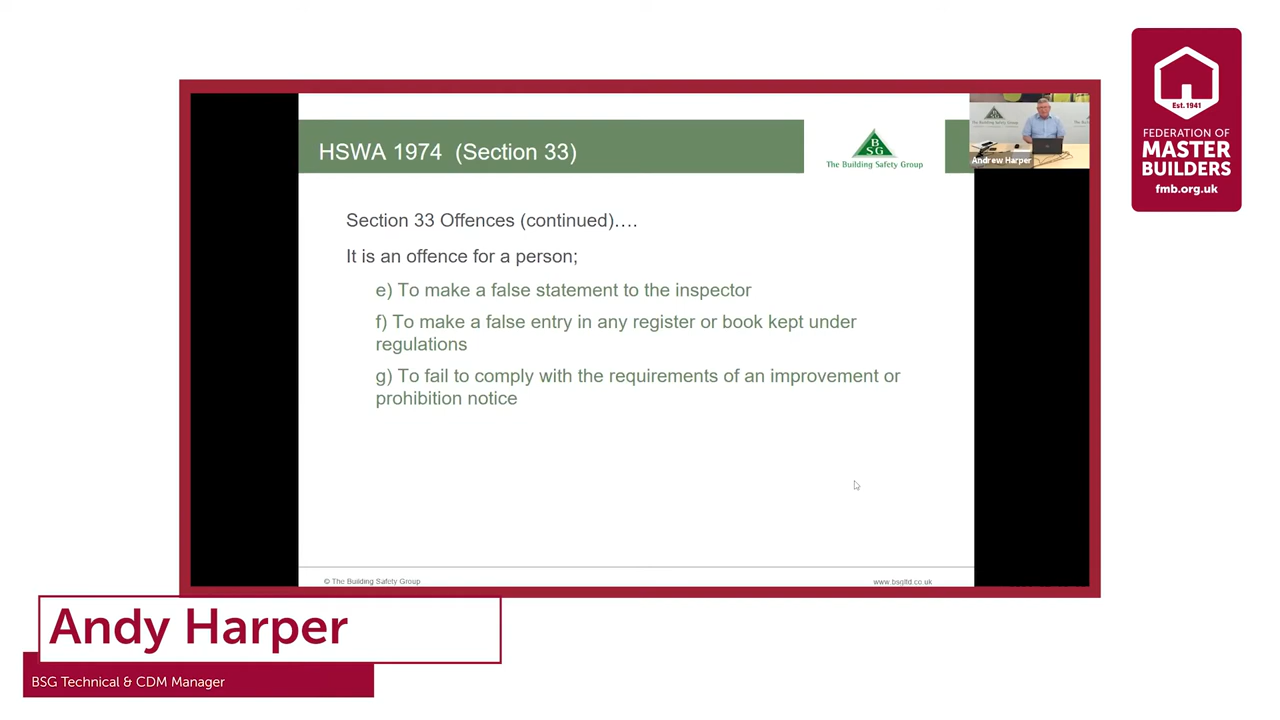 HSWA 1974 (Section 33)
B
S G
The Building Safety Group
Andrew Harper
Est. 1941
FEDERATION OF
MASTER
BUILDERS
fmb.org.uk
Section 33 Offences (continued)....
It is an offence for a person;
e) To make a false statement to the inspector
f) To make a false entry in any register or book kept under
regulations
g) To fail to comply with the requirements of an improvement or
prohibition notice
© The Building Safety Group
www.bsgltd.co.uk
Andy Harper
BSG Technical & CDM Manager